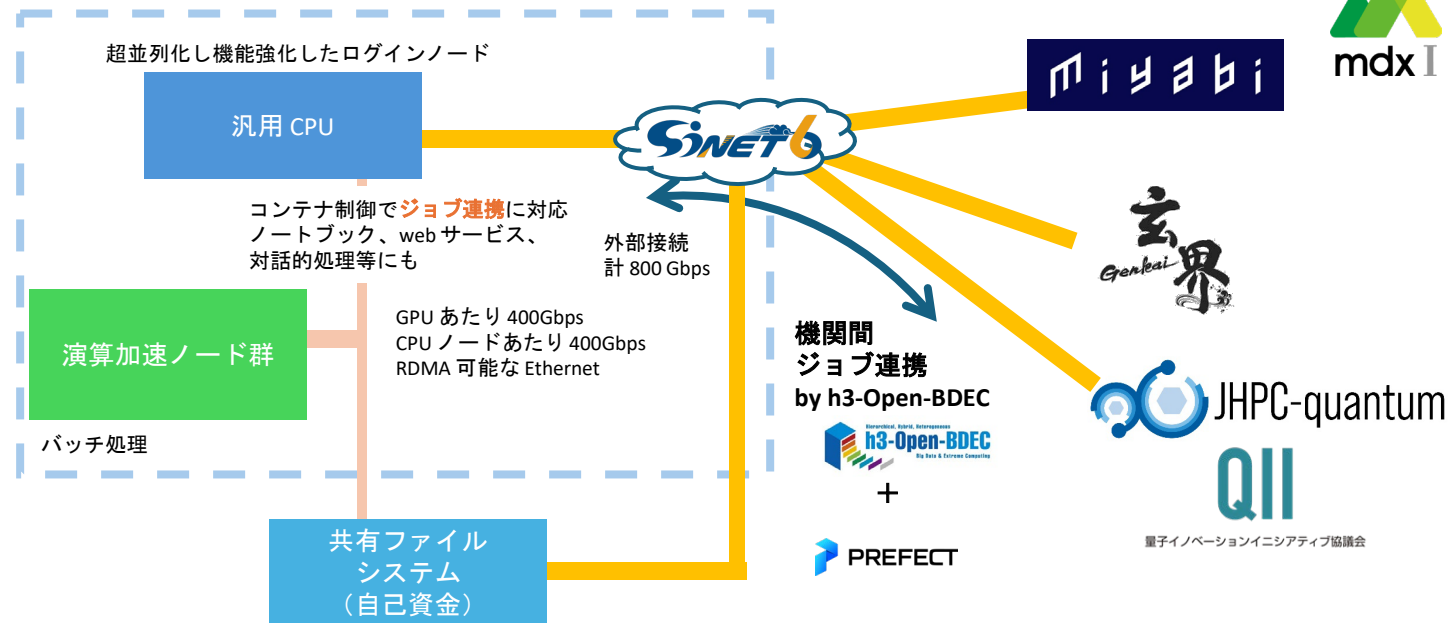 超並列化し機能強化したログインノード
汎用 CPU
SINET6
miyabi
mdx I
コンテナ制御でジョブ連携に対応
ノートブック、web サービス、
対話的処理等にも
外部接続
計 800 Gbps
玄界
Genkai
演算加速ノード群
GPU あたり 400Gbps
CPU ノードあたり 400Gbps
RDMA 可能な Ethernet
バッチ処理
機関間
ジョブ連携
by h3-Open-BDEC
Hierarchical, Hybrid, Heterogeneous
h3-Open-BDEC
Big Data & Extreme Computing
+
PREFECT
JHPC-quantum
QII
量子イノベーションイニシアティブ協議会
共有ファイル
システム
（自己資金）